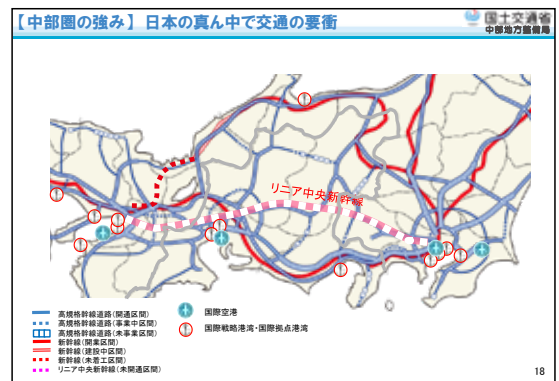 【中部圏の強み】日本の真ん中で交通の要衝
国土交通省
中部地方整備局
リニア中央新幹線
高規格幹線道路(開通区間)
高規格幹線道路(事業中区間)
高規格幹線道路(未事業区間)
新幹線(開業区間)
新幹線(建設中区間)
新幹線(未着工区間)
リニア中央新幹線(未開通区間)
国際空港
国際戦略港湾・国際拠点港湾
18